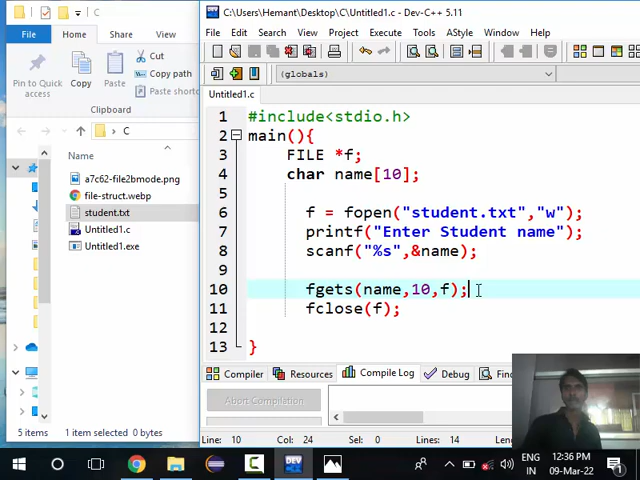 C
File
Home
Share
View
Pin to Quick access
Copy
Paste
Cut
Copy path
Paste shortcut
Clipboard
C
Name
a7c62-file2bmode.png
file-struct.webp
student.txt
Untitled1.c
Untitled1.exe
5 items
1 item selected 0 bytes
C:\Users\Hemant\Desktop\C\Untitled1.c - Dev-C++ 5.11
File Edit Search View Project Execute Tools AStyle Window Help
(globals)
Untitled1.c
1 #include<stdio.h>
2 main(){
3 FILE *f;
4 char name[10];
5
6 f = fopen("student.txt","w");
7 printf("Enter Student name");
8 scanf("%s",&name);
9
10 fgets(name,10,f);
11 fclose(f);
12
13 }
Compiler Resources Compile Log Debug Find
Abort Compilation
Line: 10 Col: 24 Sel: 0 Lines: 14
DEV
ENG
IN
12:36 PM
09-Mar-22
1